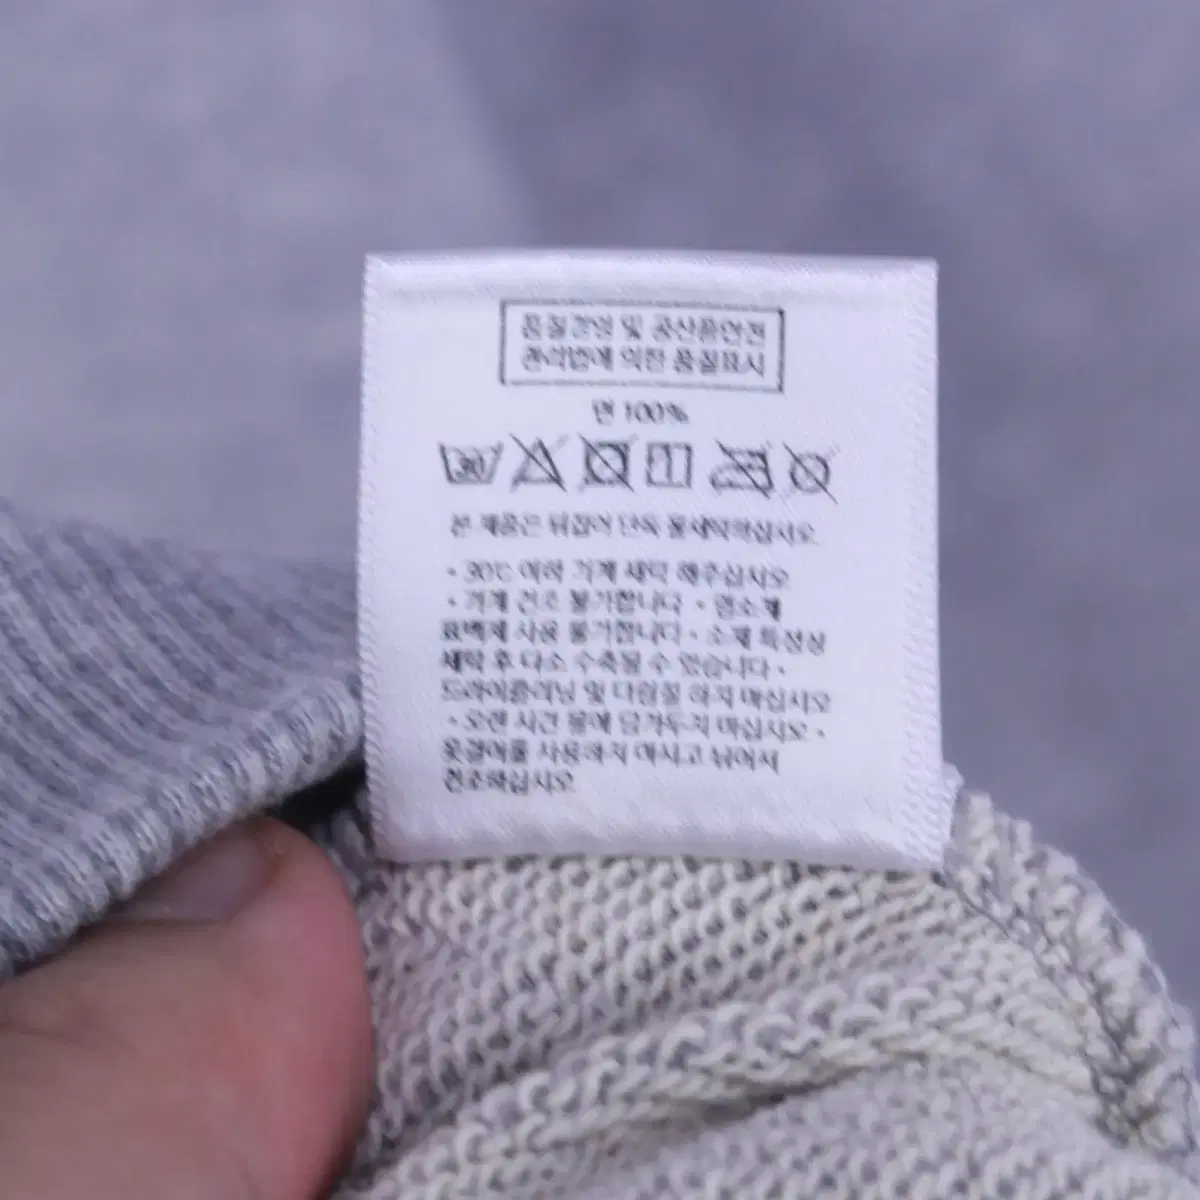 품질경영 및 공산품안전
관리법에 의한 품질표시
면 100%
30
본 제품은 뒤집어 단독 물세탁하십시오
• 30℃ 이하 기계 세탁 해주십시오
• 기계 건조 불가합니다 • 염소계
표백제 사용 불가합니다 • 소재 특성상
세탁 후 다소 수축될 수 있습니다 •
드라이클리닝 및 다림질 하지 마십시오
• 오랜 시간 물에 담가두지 마십시오 •
옷걸이를 사용하지 마시고 뉘어서
건조하십시오